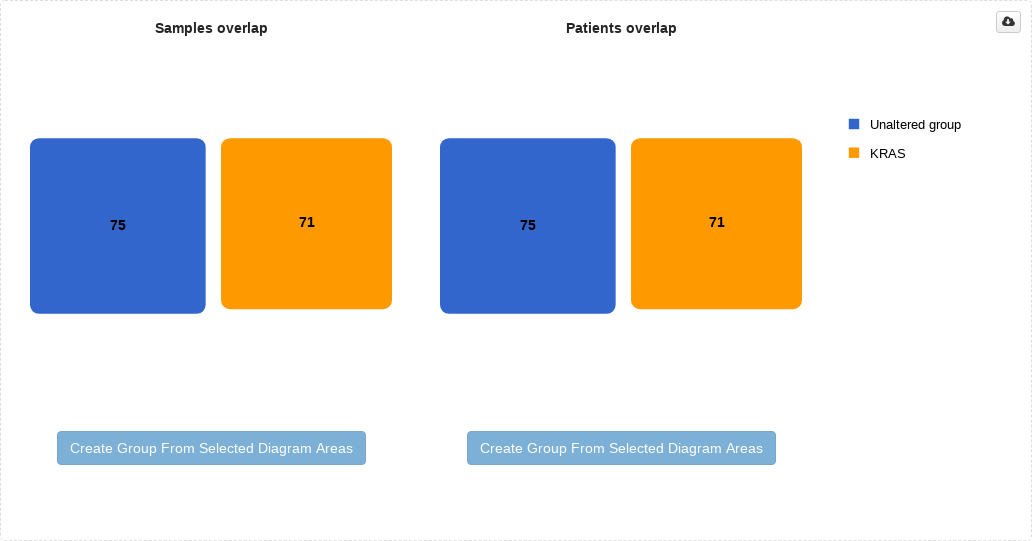 Samples overlap
Patients overlap
Unaltered group
KRAS
75
71
75
71
Create Group From Selected Diagram Areas
Create Group From Selected Diagram Areas